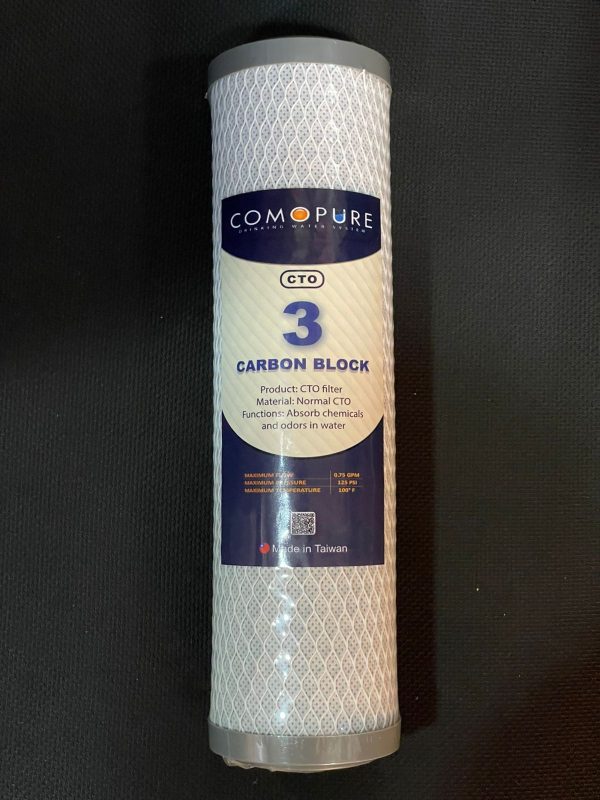 COMOPURE
DRINKING WATER SYSTEM
CTO
3
CARBON BLOCK
Product: CTO filter
Material: Normal CTO
Functions: Absorb chemicals
and odors in water
MAXIMUM FLOW 0.75 GPM
MAXIMUM PRESSURE 125 PSI
MAXIMUM TEMPERATURE 100° F
Made in Taiwan